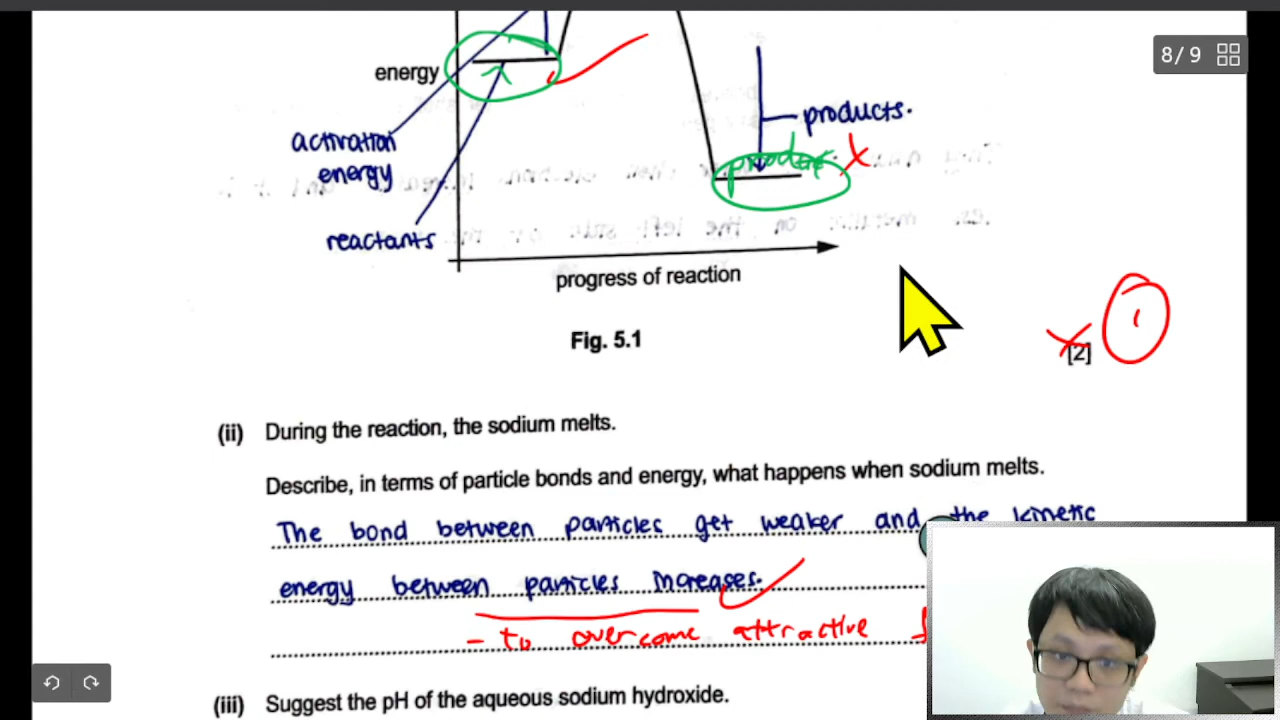 8/9
energy
products.
activation
energy
product X
reactants
progress of reaction
Fig. 5.1
[2]
1
(ii) During the reaction, the sodium melts.
Describe, in terms of particle bonds and energy, what happens when sodium melts.
The bond between particles get weaker and the kinetic
energy between particles increases.
- to overcome attractive
(iii) Suggest the pH of the aqueous sodium hydroxide.